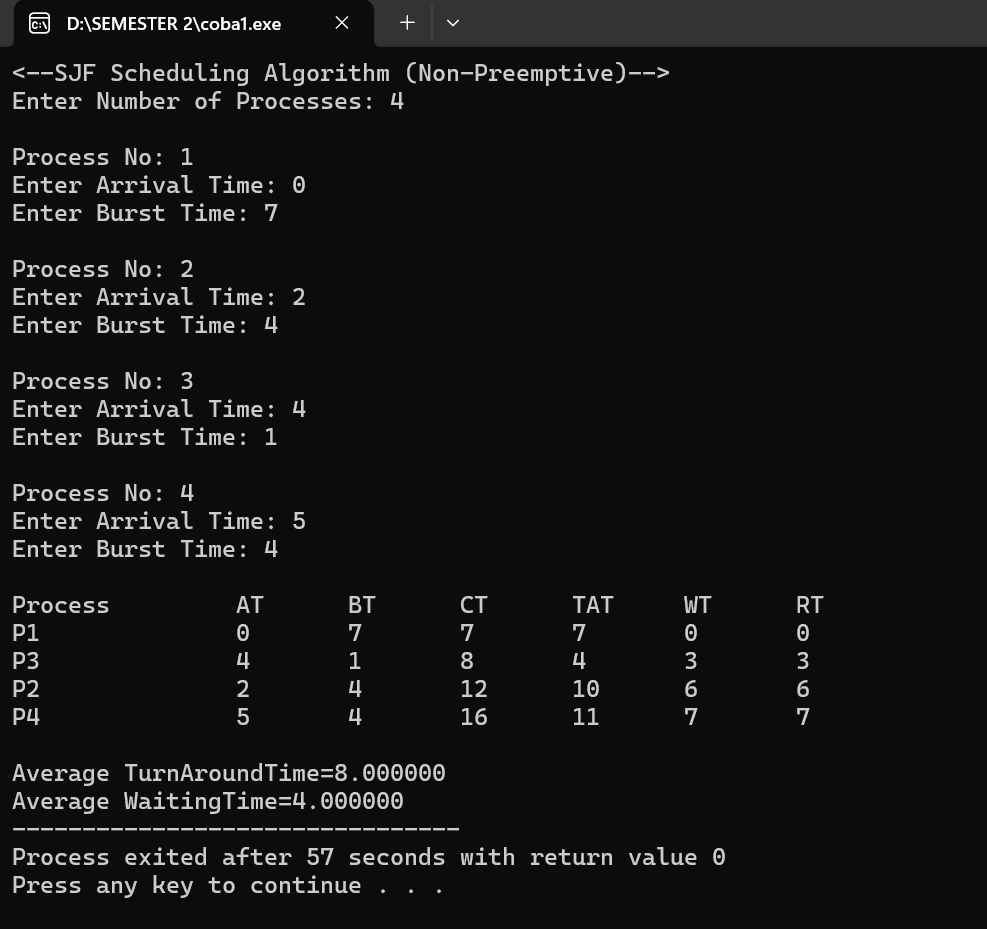 D:\SEMESTER 2\coba1.exe
<--SJF Scheduling Algorithm (Non-Preemptive)-->
Enter Number of Processes: 4
Process No: 1
Enter Arrival Time: 0
Enter Burst Time: 7
Process No: 2
Enter Arrival Time: 2
Enter Burst Time: 4
Process No: 3
Enter Arrival Time: 4
Enter Burst Time: 1
Process No: 4
Enter Arrival Time: 5
Enter Burst Time: 4
Process AT BT CT TAT WT RT
P1 0 7 7 7 0 0
P3 4 1 8 4 3 3
P2 2 4 12 10 6 6
P4 5 4 16 11 7 7
Average TurnAroundTime=8.000000
Average WaitingTime=4.000000
--------------------------------
Process exited after 57 seconds with return value 0
Press any key to continue . . .